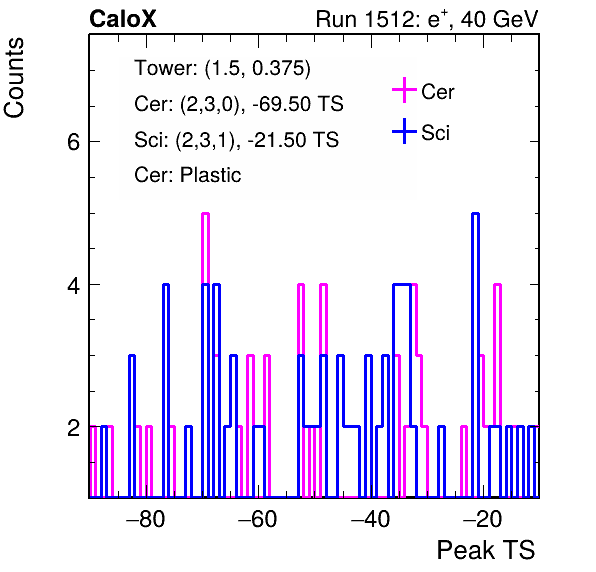 CaloX Run 1512: e⁺, 40 GeV
Counts
Tower: (1.5, 0.375)
Cer: (2,3,0), -69.50 TS
Sci: (2,3,1), -21.50 TS
Cer: Plastic
Cer
Sci
6
4
2
−80 −60 −40 −20
Peak TS